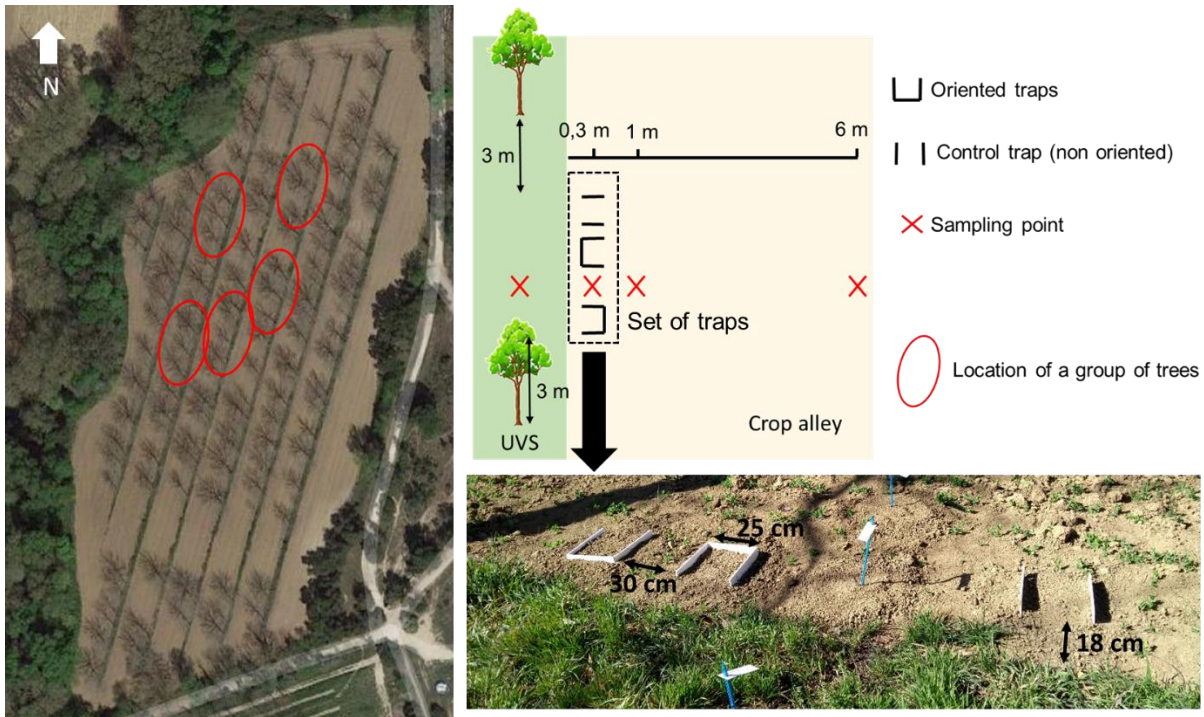 N
0,3 m
1 m
6 m
3 m
Set of traps
3 m
UVS
Crop alley
Oriented traps
Control trap (non oriented)
Sampling point
Location of a group of trees
25 cm
30 cm
18 cm